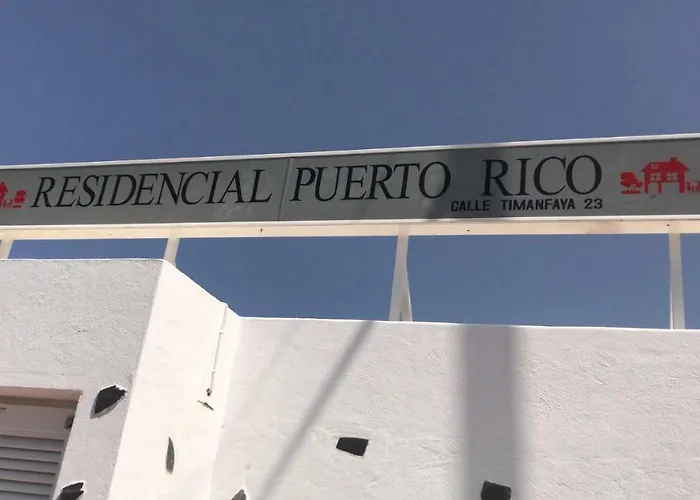 RESIDENCIAL PUERTO RICO
CALLE TIMANFAYA 23